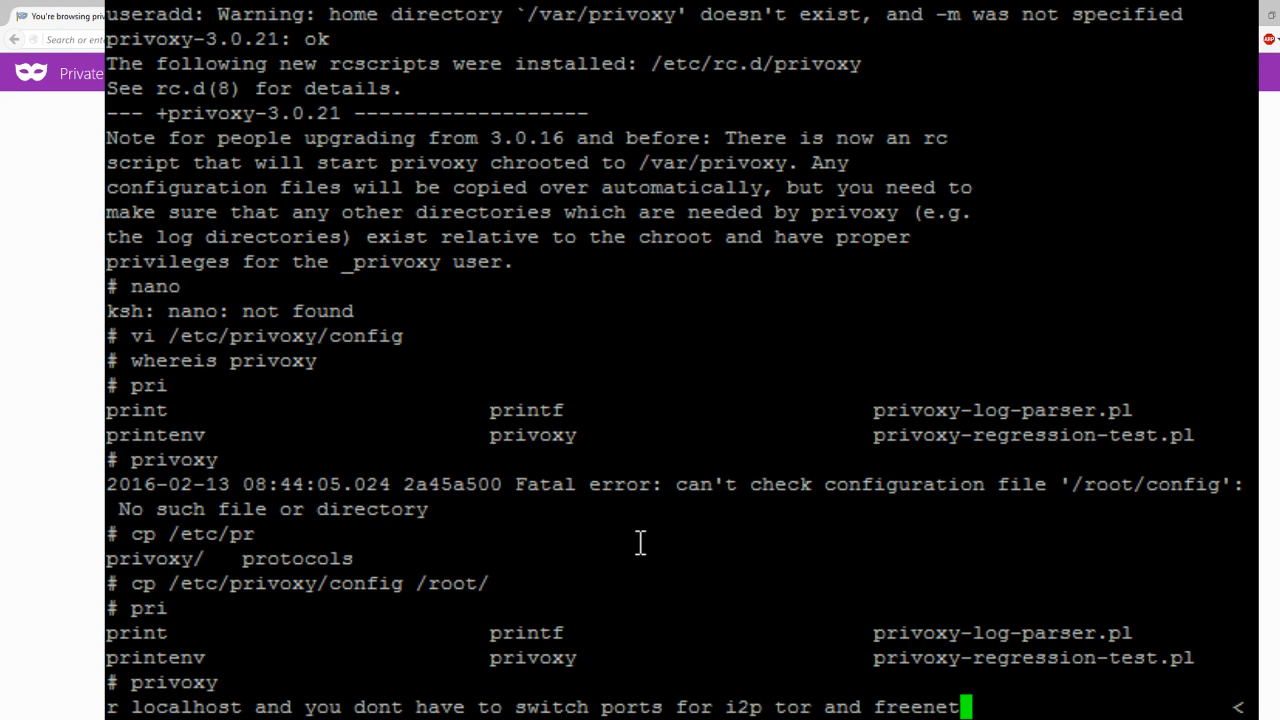 You're browsing priv
Search or ente
Private
ABP
useradd: Warning: home directory `/var/privoxy' doesn't exist, and -m was not specified
privoxy-3.0.21: ok
The following new rcscripts were installed: /etc/rc.d/privoxy
See rc.d(8) for details.
--- +privoxy-3.0.21 -------------------
Note for people upgrading from 3.0.16 and before: There is now an rc
script that will start privoxy chrooted to /var/privoxy. Any
configuration files will be copied over automatically, but you need to
make sure that any other directories which are needed by privoxy (e.g.
the log directories) exist relative to the chroot and have proper
privileges for the _privoxy user.
# nano
ksh: nano: not found
# vi /etc/privoxy/config
# whereis privoxy
# pri
print printf privoxy-log-parser.pl
printenv privoxy privoxy-regression-test.pl
# privoxy
2016-02-13 08:44:05.024 2a45a500 Fatal error: can't check configuration file '/root/config':
No such file or directory
# cp /etc/pr
privoxy/ protocols
# cp /etc/privoxy/config /root/
# pri
print printf privoxy-log-parser.pl
printenv privoxy privoxy-regression-test.pl
# privoxy
r localhost and you dont have to switch ports for i2p tor and freenet <